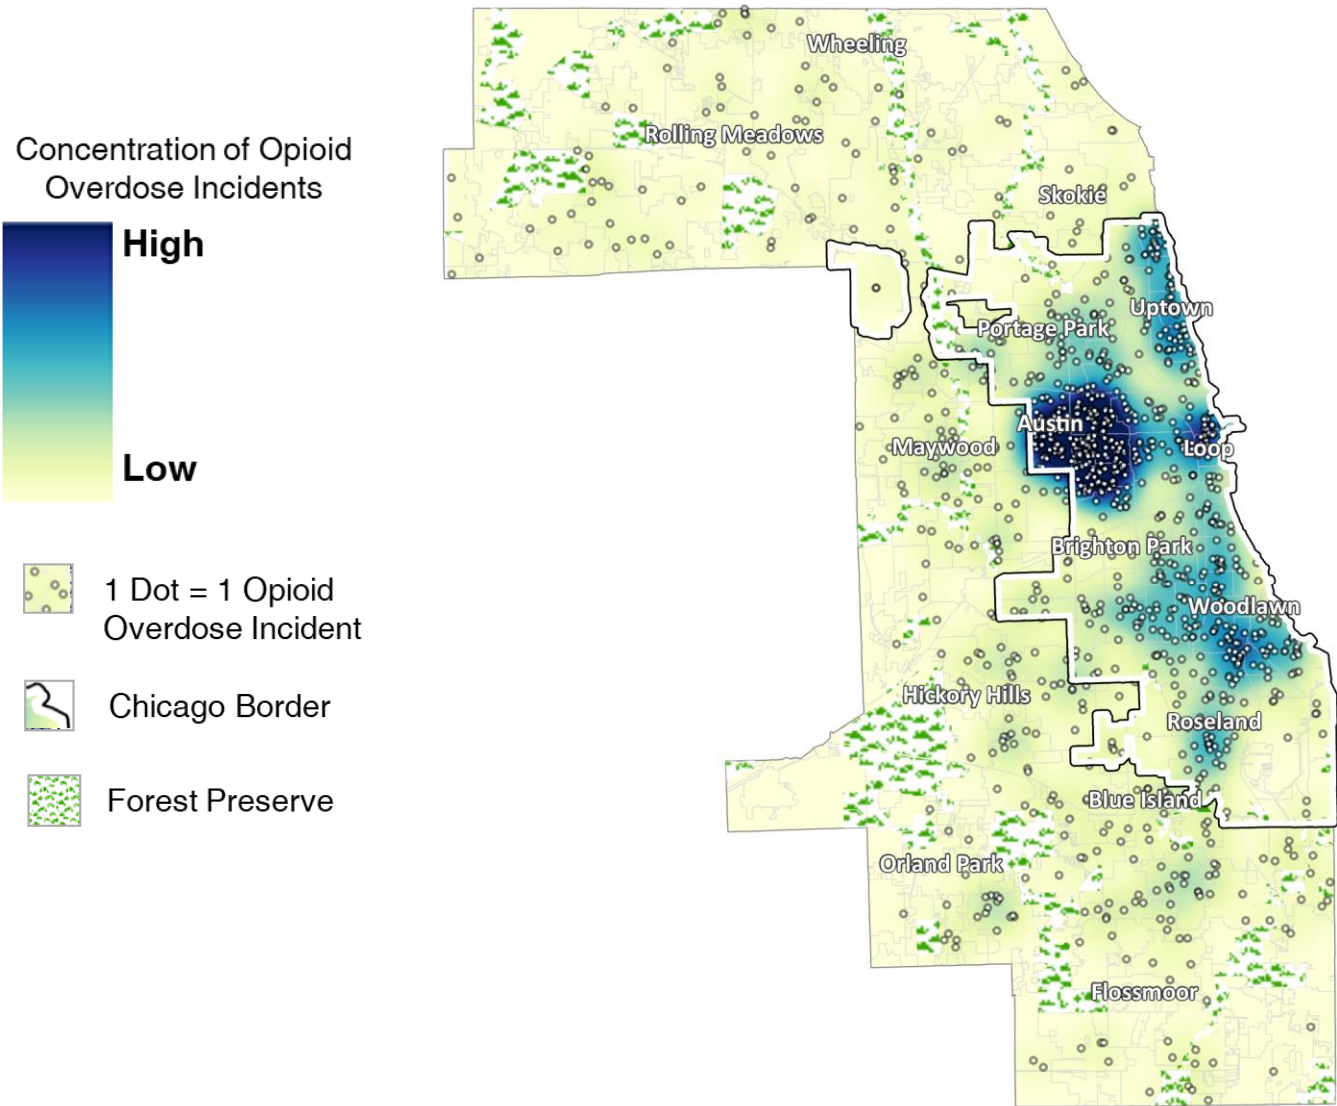 Concentration of Opioid
Overdose Incidents
High
Low
1 Dot = 1 Opioid
Overdose Incident
Chicago Border
Forest Preserve
Wheeling
Rolling Meadows
Skokie
Uptown
Portage Park
Austin
Maywood
Loop
Brighton Park
Woodlawn
Hickory Hills
Roseland
Blue Island
Orland Park
Flossmoor